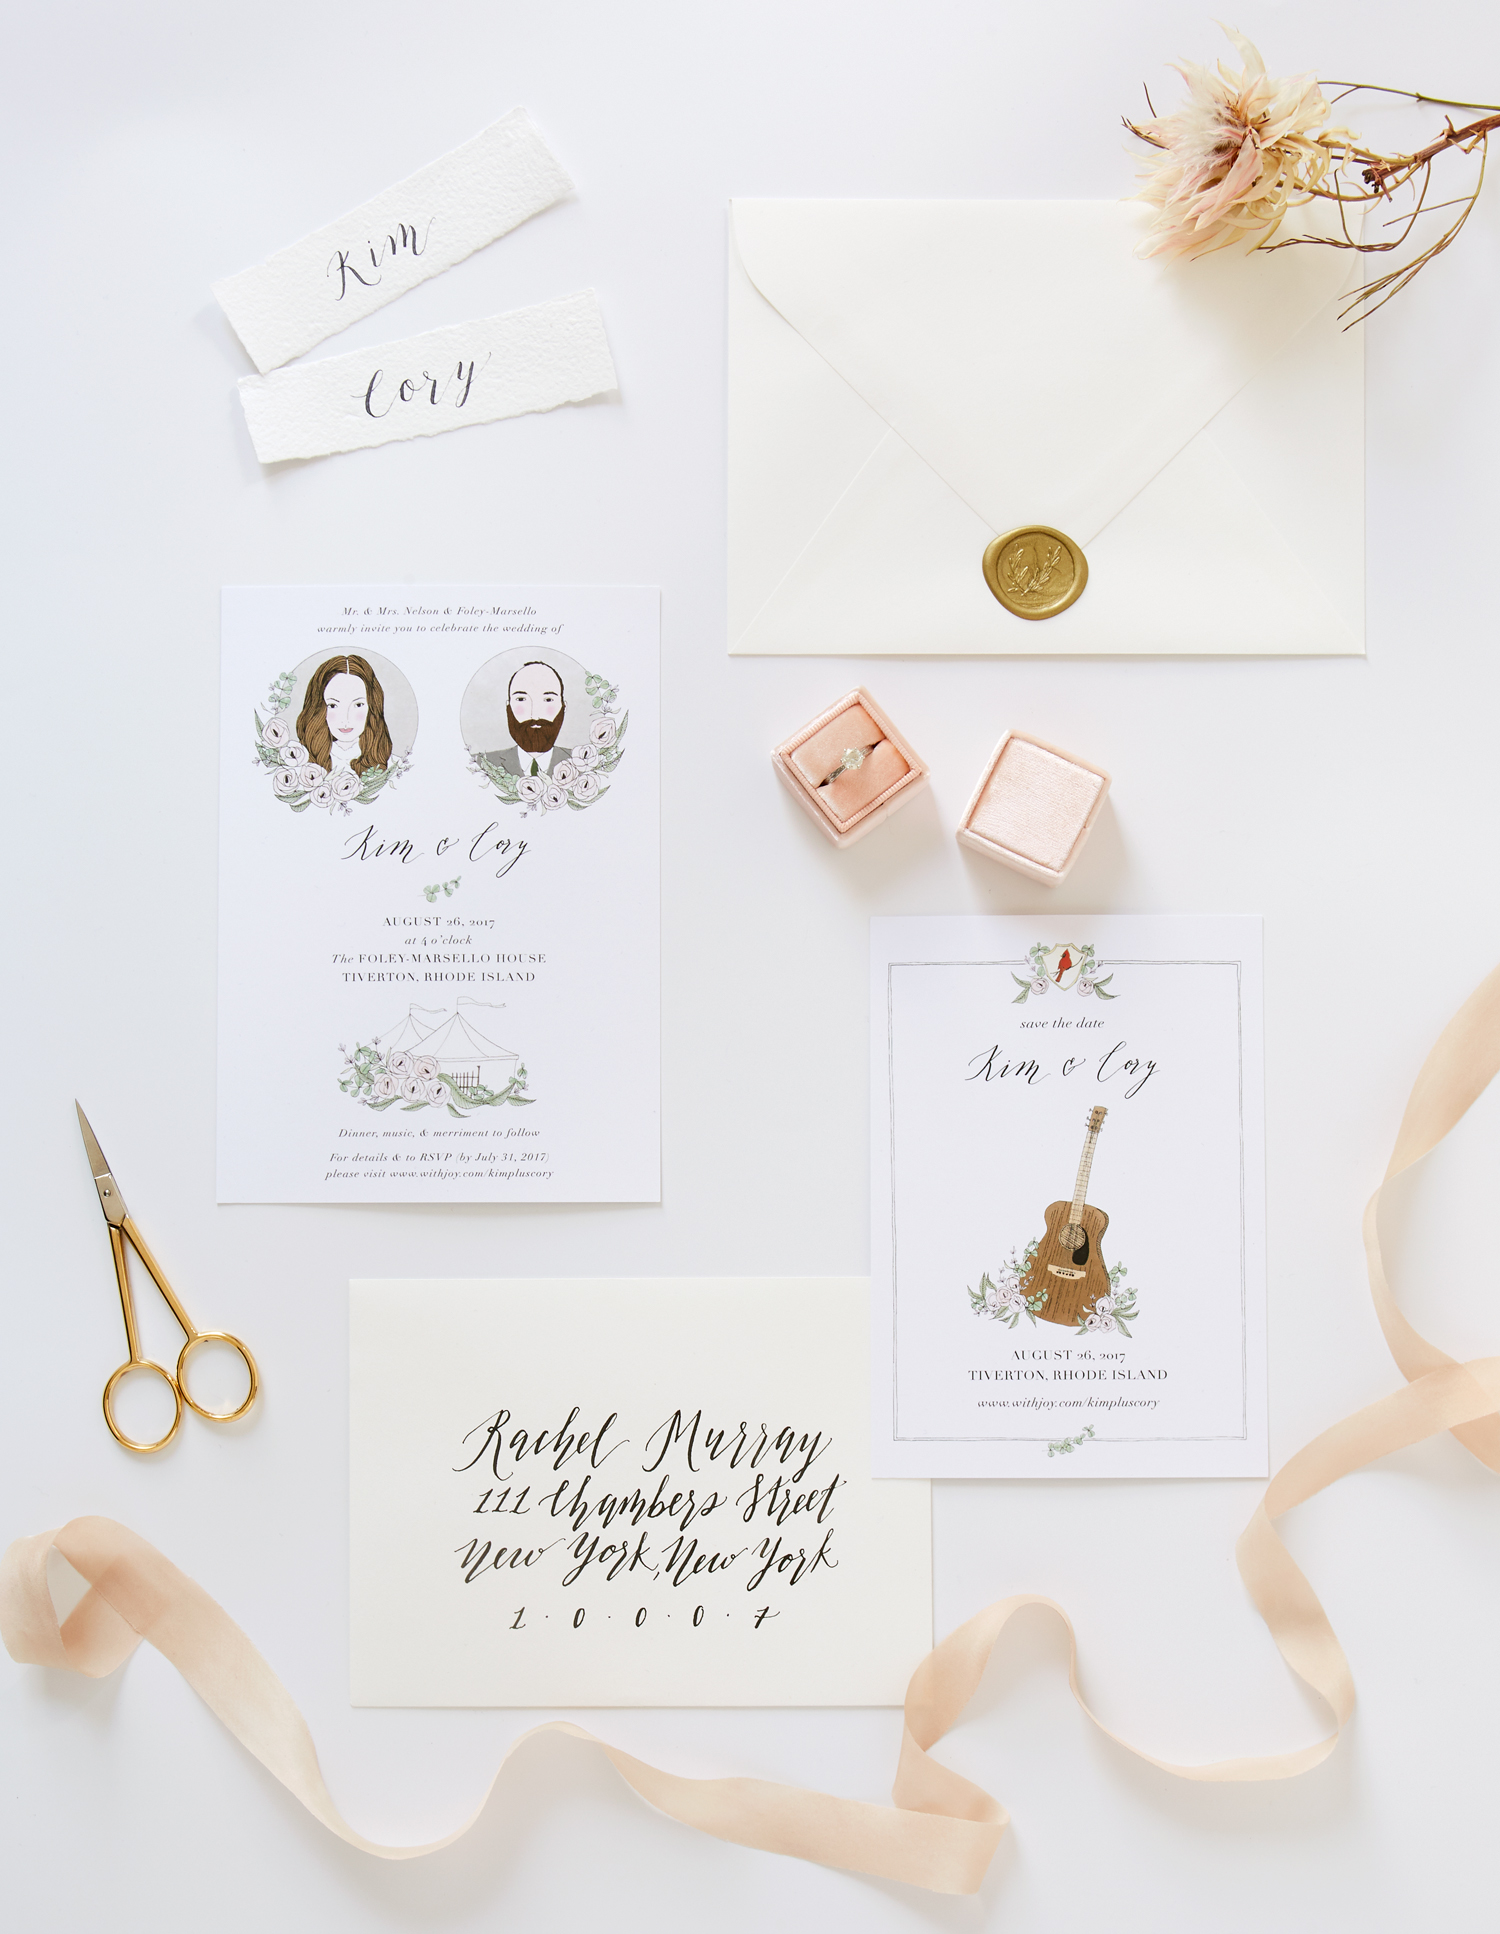 Kim
Cory
Mr. & Mrs. Nelson & Foley-Marsello
warmly invite you to celebrate the wedding of
Kim & Cory
AUGUST 26, 2017
at 4 o'clock
The FOLEY-MARSELLO HOUSE
TIVERTON, RHODE ISLAND
Dinner, music, & merriment to follow
For details & to RSVP (by July 31, 2017)
please visit www.withjoy.com/kimpluscory
save the date
Kim & Cory
AUGUST 26, 2017
TIVERTON, RHODE ISLAND
www.withjoy.com/kimpluscory
Rachel Murray
111 Chambers Street
New York, New York
1 · 0 · 0 · 0 · 7